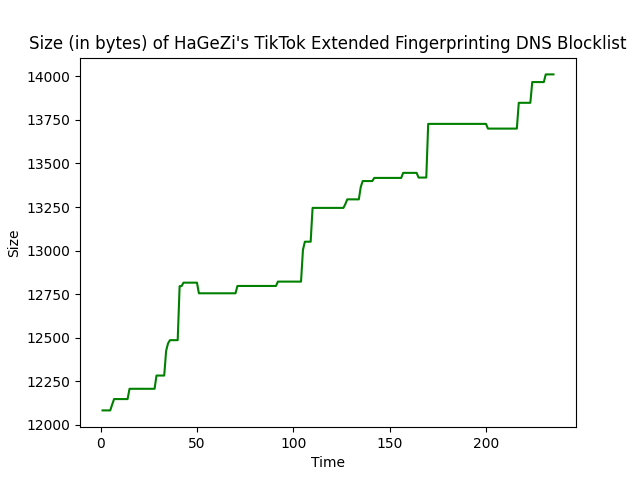 Size (in bytes) of HaGeZi's TikTok Extended Fingerprinting DNS Blocklist
14000
13750
13500
13250
13000
12750
12500
12250
12000
Size
0 50 100 150 200
Time